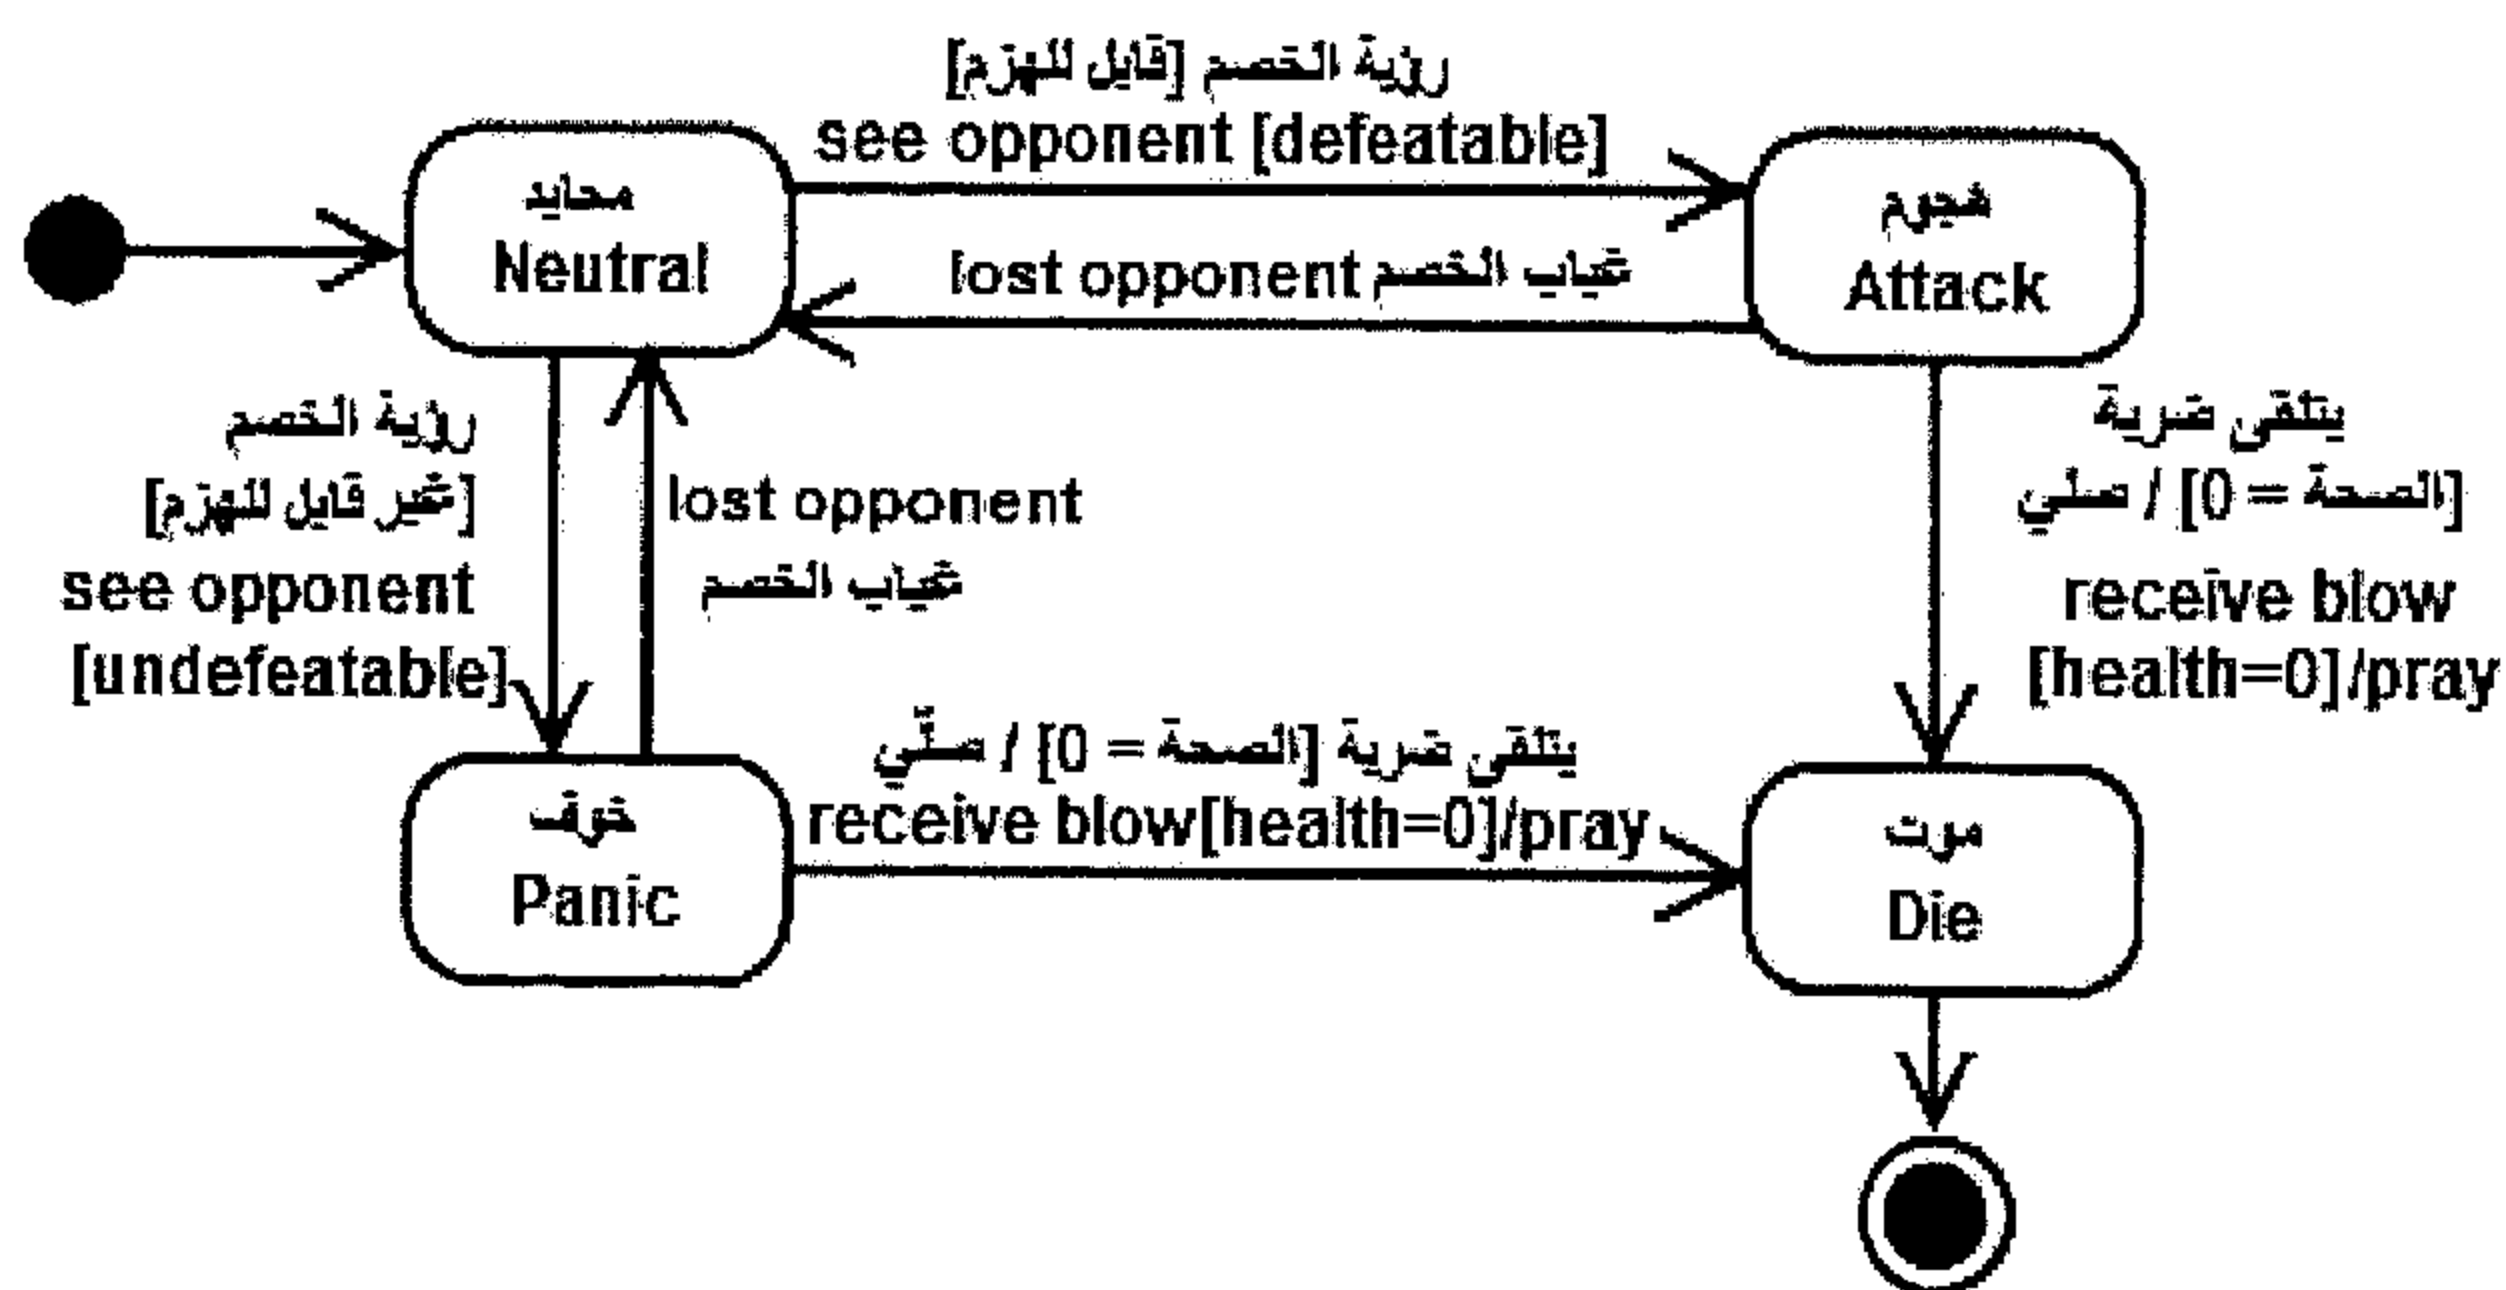 رؤية الخصم [قابل للهزم]
see opponent [defeatable]
محايد
Neutral
هجوم
Attack
lost opponent غياب الخصم
رؤية الخصم
[غير قابل للهزم]
see opponent
[undefeatable]
lost opponent
غياب الخصم
يتلقى ضربة
[الصحة = 0] / صلي
receive blow
[health=0]/pray
يتلقى ضربة [الصحة = 0] / صلّي
receive blow[health=0]/pray
خوف
Panic
موت
Die